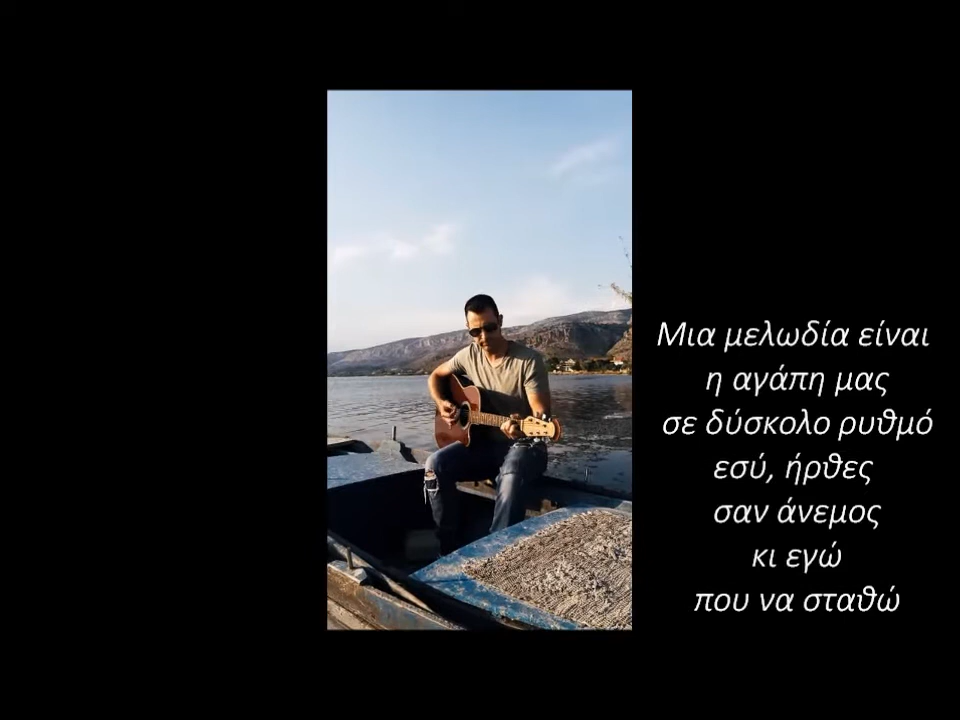 Μια μελωδία είναι
η αγάπη μας
σε δύσκολο ρυθμό
εσύ, ήρθες
σαν άνεμος
κι εγώ
που να σταθώ